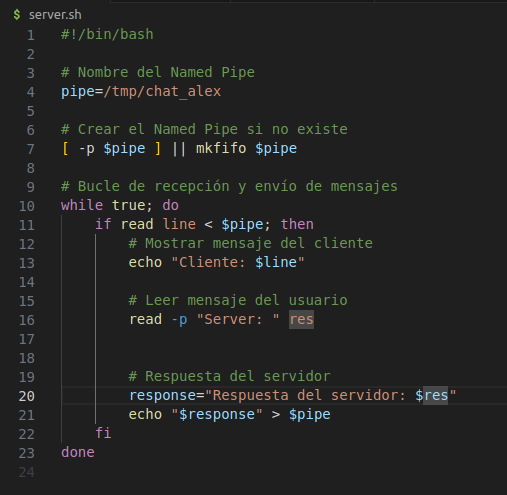 $ server.sh
1 #!/bin/bash
2
3 # Nombre del Named Pipe
4 pipe=/tmp/chat_alex
5
6 # Crear el Named Pipe si no existe
7 [ -p $pipe ] || mkfifo $pipe
8
9 # Bucle de recepción y envío de mensajes
10 while true; do
11     if read line < $pipe; then
12         # Mostrar mensaje del cliente
13         echo "Cliente: $line"
14
15         # Leer mensaje del usuario
16         read -p "Server: " res
17
18
19         # Respuesta del servidor
20         response="Respuesta del servidor: $res"
21         echo "$response" > $pipe
22     fi
23 done
24